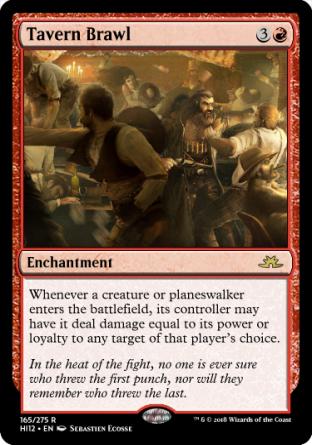 Tavern Brawl 3
Enchantment
Whenever a creature or planeswalker
enters the battlefield, its controller may
have it deal damage equal to its power or
loyalty to any target of that player's choice.
In the heat of the fight, no one is ever sure
who threw the first punch, nor will they
remember who threw the last.
165/275 R
HI12 • EN SEBASTIEN ECOSSE
™ & © 2018 Wizards of the Coast